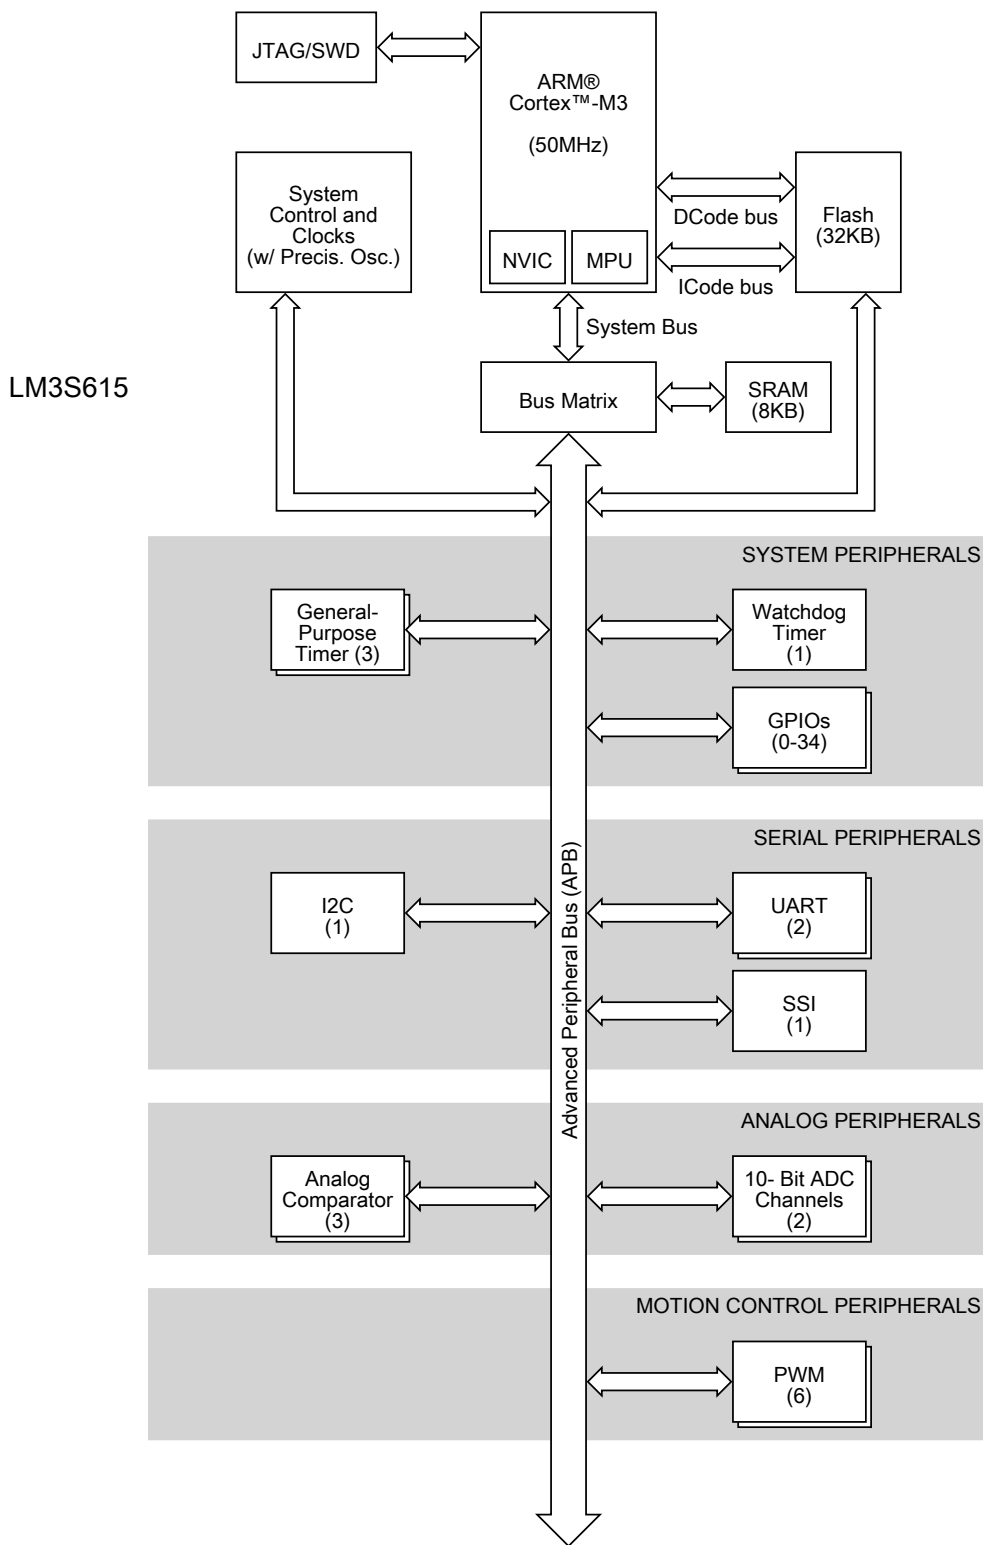 JTAG/SWD
ARM®
Cortex™-M3
(50MHz)
NVIC
MPU
System
Control and
Clocks
(w/ Precis. Osc.)
DCode bus
ICode bus
Flash
(32KB)
System Bus
LM3S615
Bus Matrix
SRAM
(8KB)
SYSTEM PERIPHERALS
General-
Purpose
Timer (3)
Watchdog
Timer
(1)
GPIOs
(0-34)
Advanced Peripheral Bus (APB)
SERIAL PERIPHERALS
I2C
(1)
UART
(2)
SSI
(1)
ANALOG PERIPHERALS
Analog
Comparator
(3)
10- Bit ADC
Channels
(2)
MOTION CONTROL PERIPHERALS
PWM
(6)